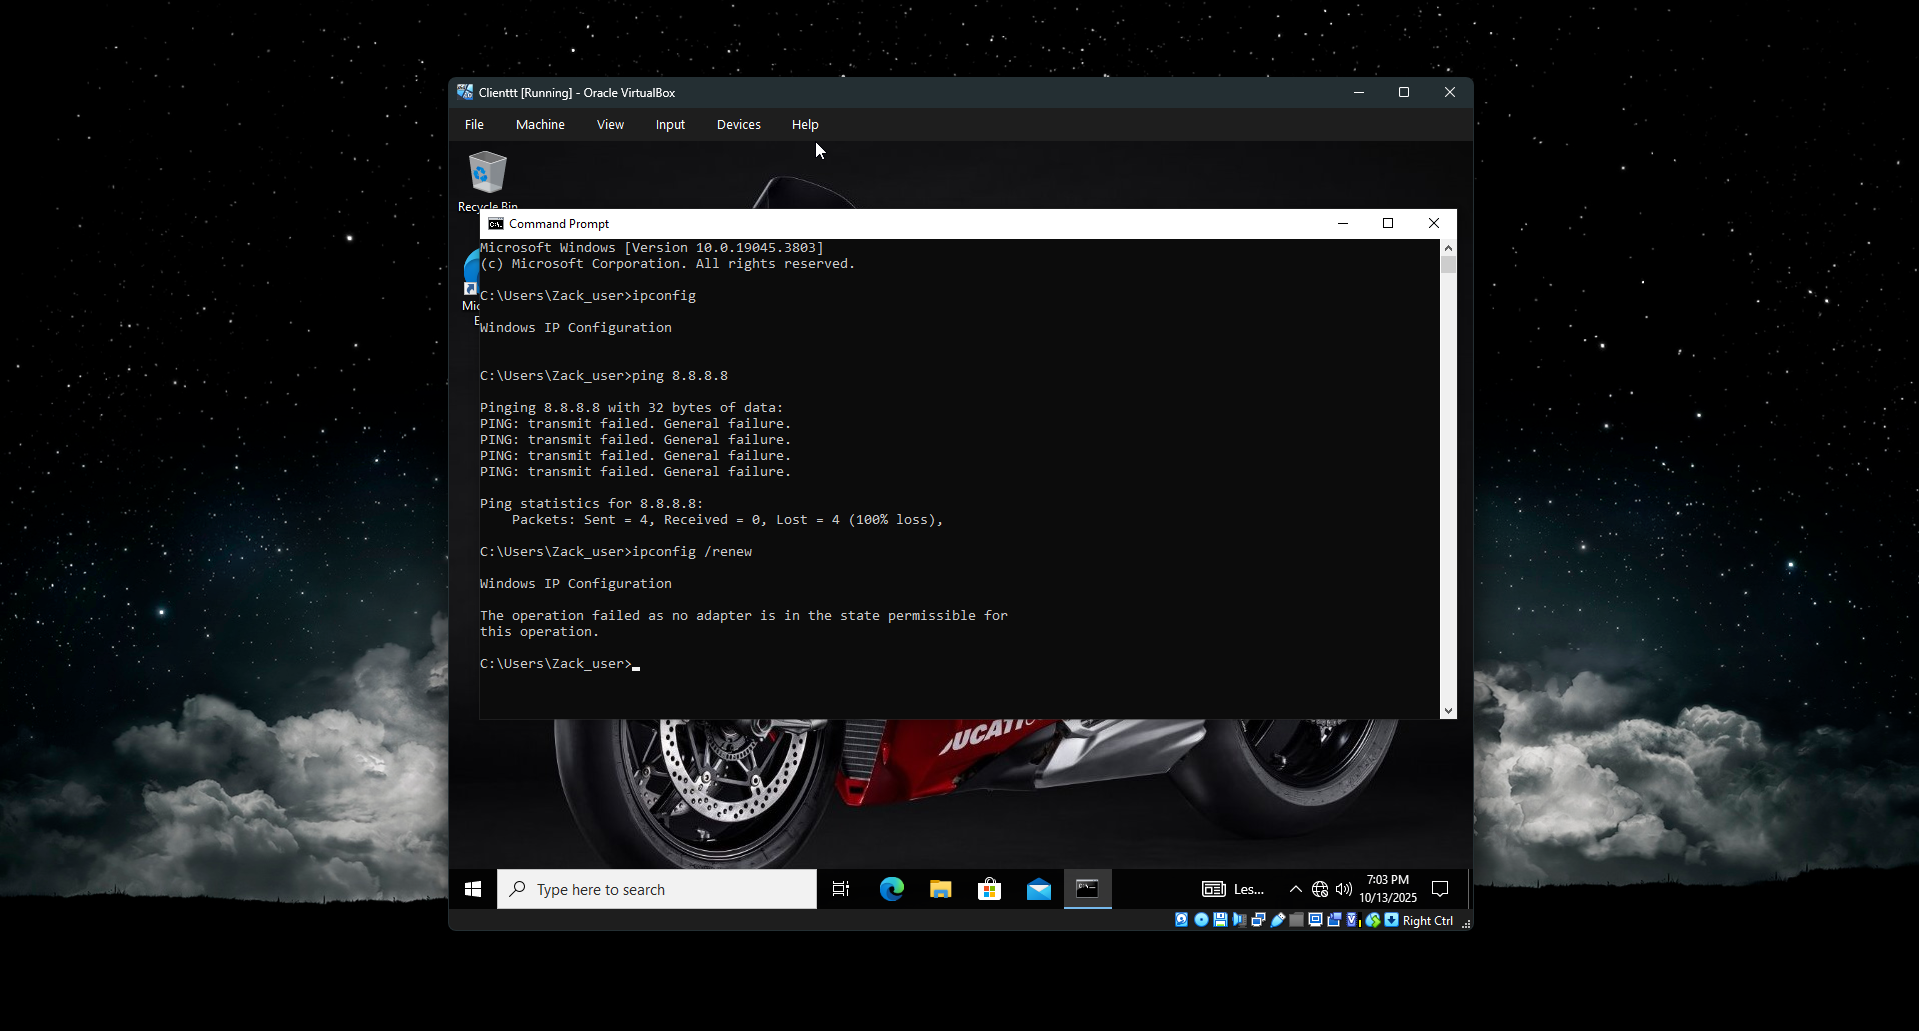 Clienttt [Running] - Oracle VirtualBox
File Machine View Input Devices Help
Recycle Bin
Command Prompt
Microsoft Windows [Version 10.0.19045.3803]
(c) Microsoft Corporation. All rights reserved.
C:\Users\Zack_user>ipconfig
Mic
E
Windows IP Configuration
C:\Users\Zack_user>ping 8.8.8.8
Pinging 8.8.8.8 with 32 bytes of data:
PING: transmit failed. General failure.
PING: transmit failed. General failure.
PING: transmit failed. General failure.
PING: transmit failed. General failure.
Ping statistics for 8.8.8.8:
Packets: Sent = 4, Received = 0, Lost = 4 (100% loss),
C:\Users\Zack_user>ipconfig /renew
Windows IP Configuration
The operation failed as no adapter is in the state permissible for
this operation.
C:\Users\Zack_user>
DUCATI
Type here to search
Les...
7:03 PM
10/13/2025
Right Ctrl